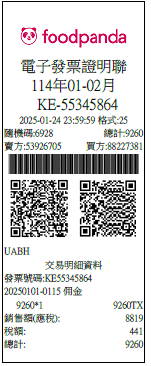 foodpanda
電子發票證明聯
114年01-02月
KE-55345864
2025-01-24 23:59:59 格式:25
隨機碼:6928 總計:9260
賣方:53926705 買方:88227381
UABH
交易明細資料
發票號碼:KE55345864
20250101-0115 佣金
9260*1 9260TX
銷售額(應稅): 8819
稅額: 441
總計: 9260